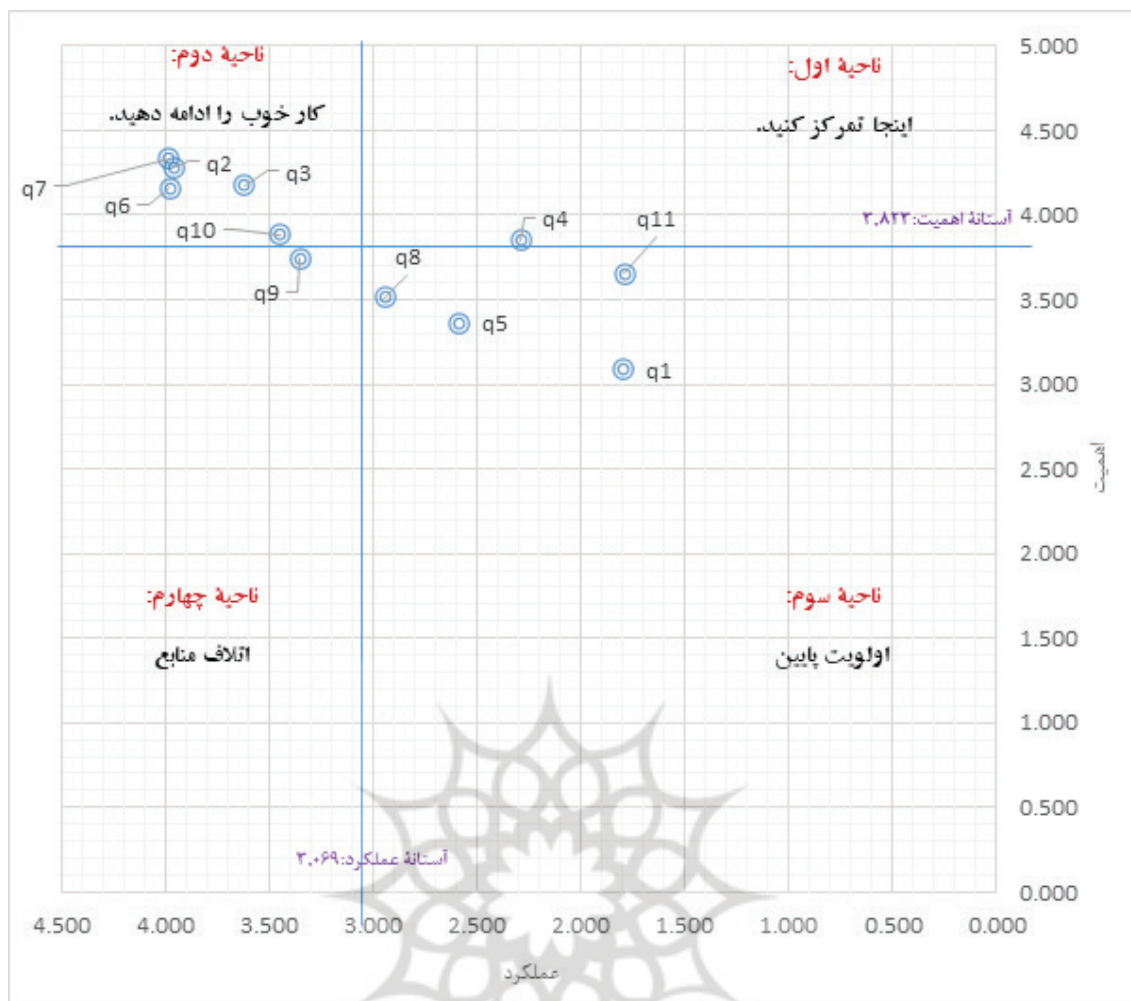 ناحیهٔ اول:
اینجا تمرکز کنید.
ناحیهٔ دوم:
کار خوب را ادامه دهید.
5.000
4.500
4.000
3.500
3.000
2.500
2.000
1.500
1.000
0.500
0.000
اهمیت
آستانهٔ اهمیت:۳,۸۲۳
q7
q2
q3
q6
q10
q9
q4
q11
q8
q5
q1
ناحیهٔ سوم:
اولویت پایین
ناحیهٔ چهارم:
اتلاف منابع
آستانهٔ عملکرد:۳,۰۶۹
4.500 4.000 3.500 3.000 2.500 2.000 1.500 1.000 0.500 0.000
عملکرد